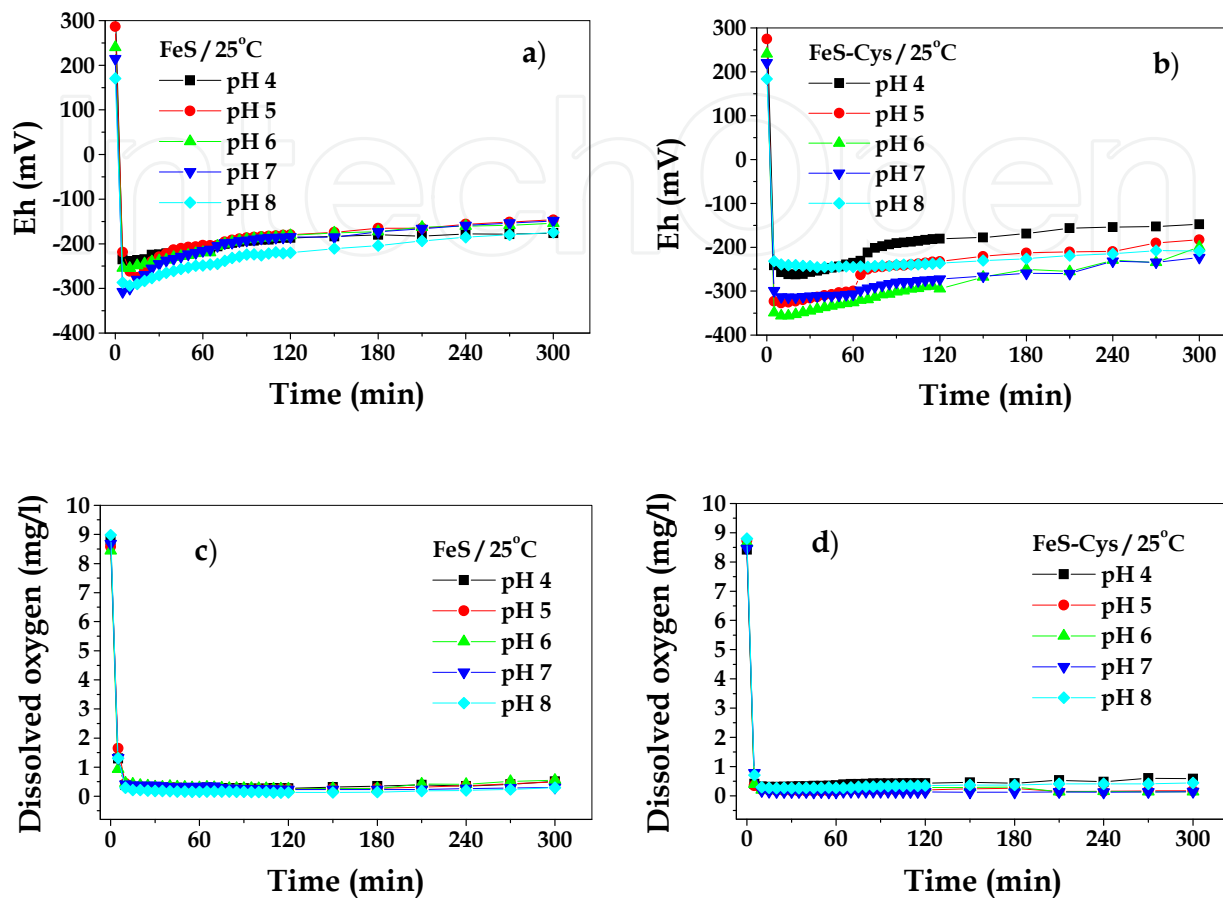 IntechOpen
300
200
100
0
-100
-200
-300
-400
Eh (mV)
FeS / 25°C
pH 4
pH 5
pH 6
pH 7
pH 8
a)
0 60 120 180 240 300
Time (min)
300
200
100
0
-100
-200
-300
-400
Eh (mV)
FeS-Cys / 25°C
pH 4
pH 5
pH 6
pH 7
pH 8
b)
0 60 120 180 240 300
Time (min)
10
9
8
7
6
5
4
3
2
1
0
Dissolved oxygen (mg/l)
c)
FeS / 25°C
pH 4
pH 5
pH 6
pH 7
pH 8
0 60 120 180 240 300
Time (min)
10
9
8
7
6
5
4
3
2
1
0
Dissolved oxygen (mg/l)
d)
FeS-Cys / 25°C
pH 4
pH 5
pH 6
pH 7
pH 8
0 60 120 180 240 300
Time (min)